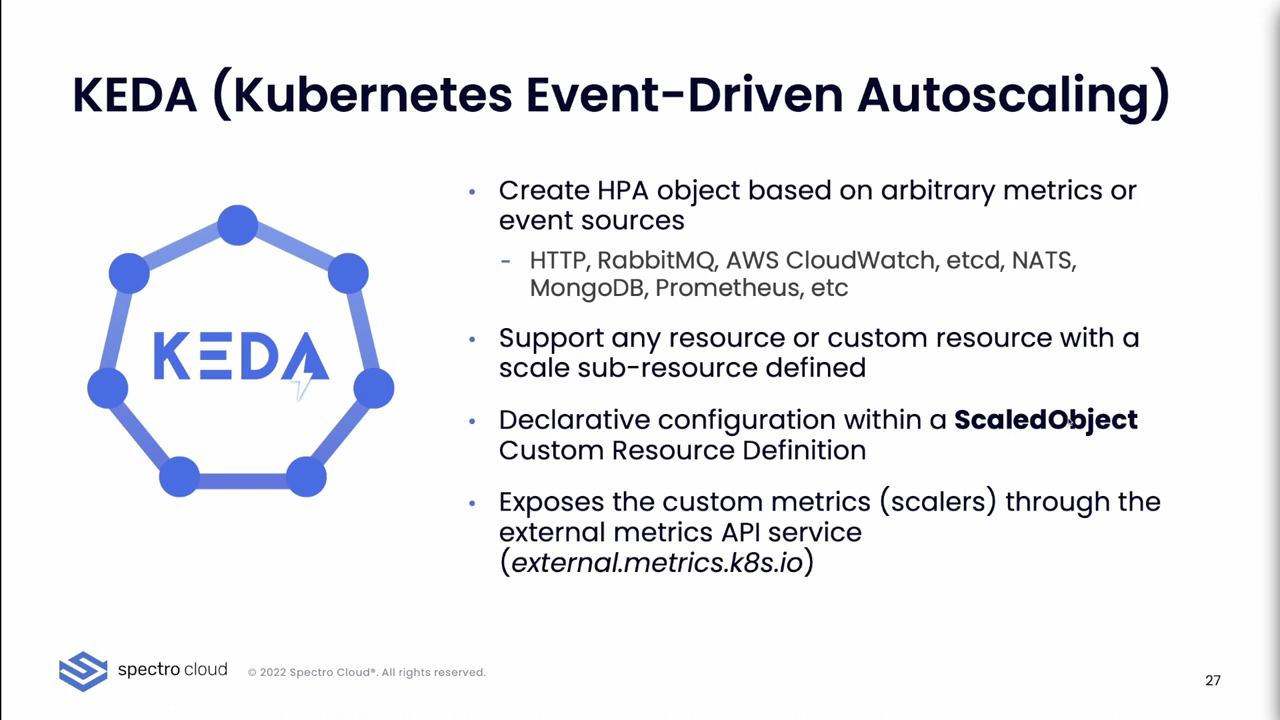 KEDA (Kubernetes Event-Driven Autoscaling)
KEDA
• Create HPA object based on arbitrary metrics or
event sources
- HTTP, RabbitMQ, AWS CloudWatch, etcd, NATS,
MongoDB, Prometheus, etc
• Support any resource or custom resource with a
scale sub-resource defined
• Declarative configuration within a ScaledObject
Custom Resource Definition
• Exposes the custom metrics (scalers) through the
external metrics API service
(external.metrics.k8s.io)
spectro cloud
© 2022 Spectro Cloud®. All rights reserved.
27